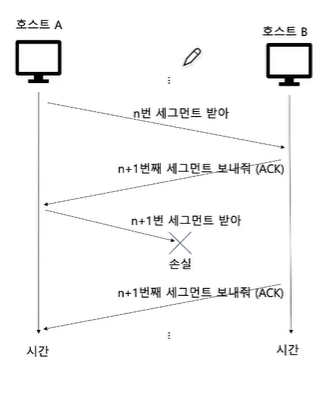 호스트 A
호스트 B
⋮
n번 세그먼트 받아
n+1번째 세그먼트 보내줘 (ACK)
n+1번 세그먼트 받아
손실
n+1번째 세그먼트 보내줘 (ACK)
⋮
시간
시간